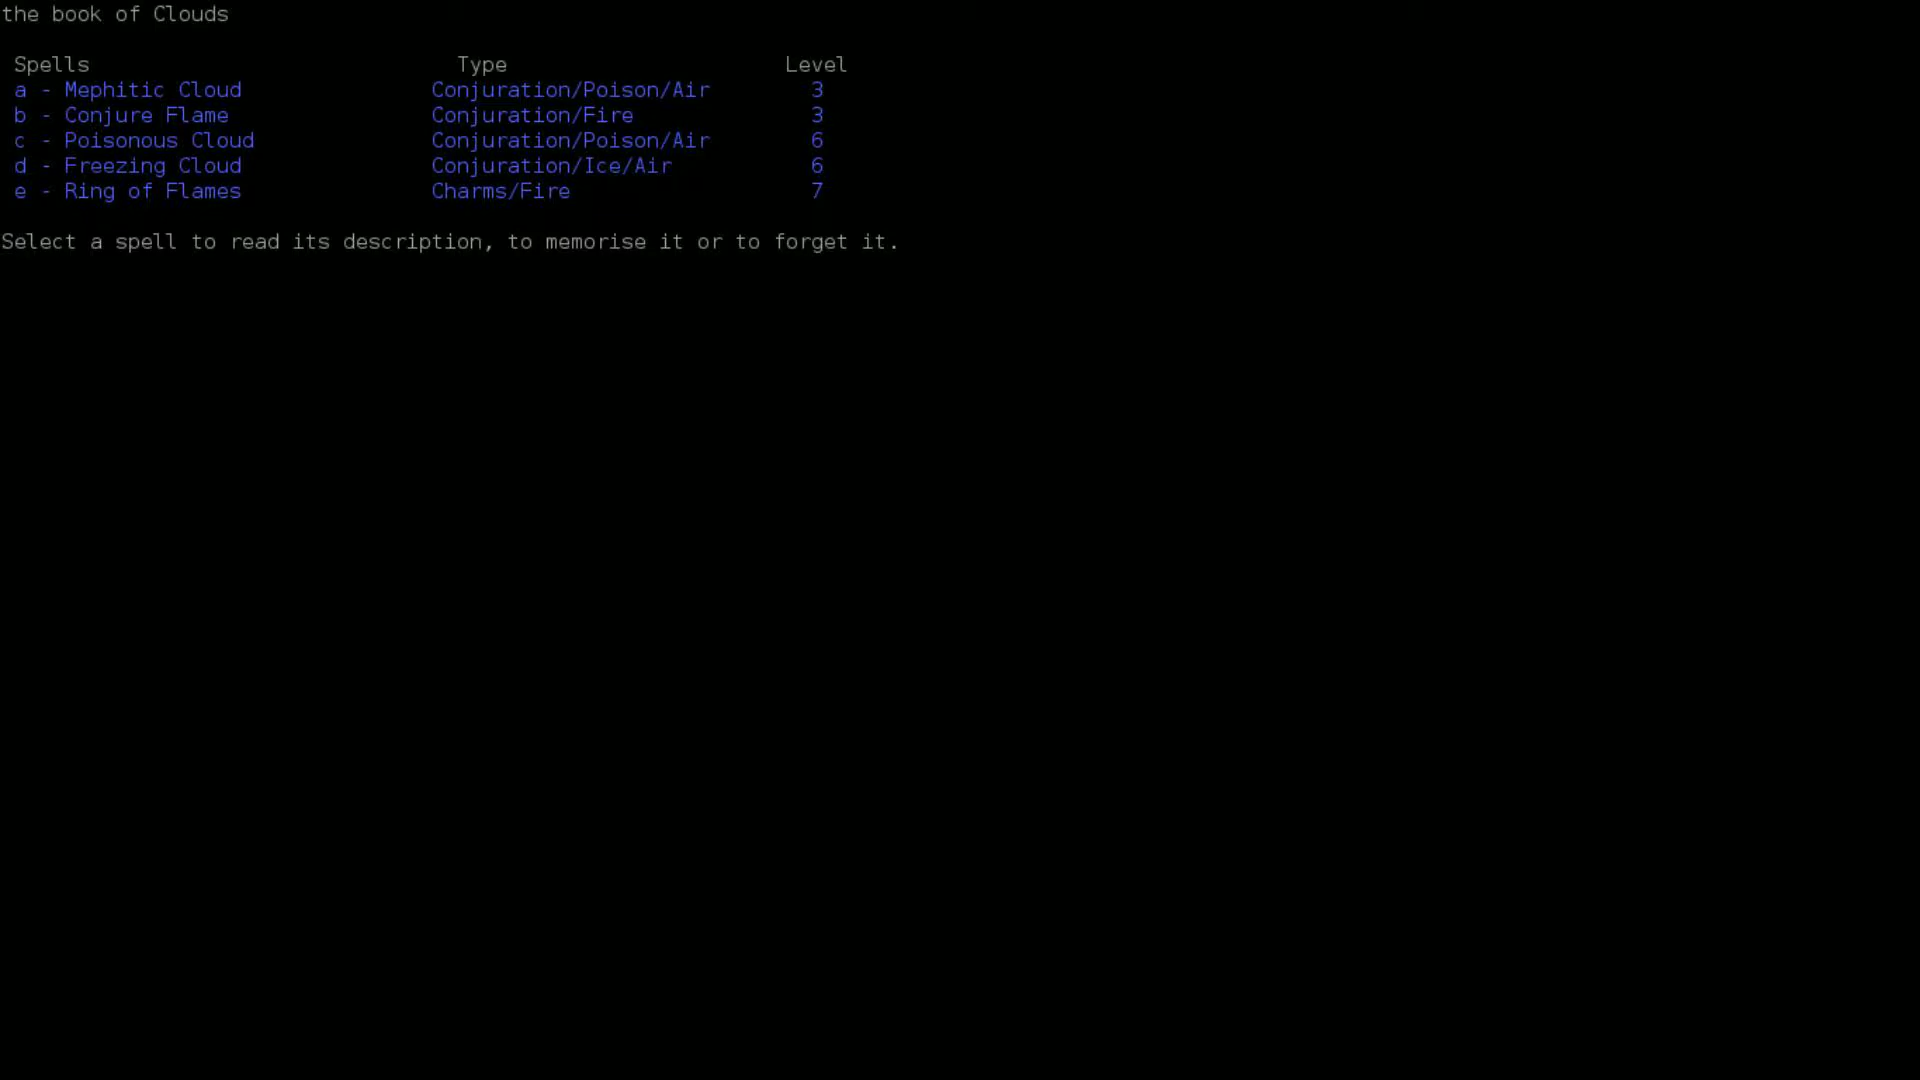 the book of Clouds
Spells Type Level
a - Mephitic Cloud Conjuration/Poison/Air 3
b - Conjure Flame Conjuration/Fire 3
c - Poisonous Cloud Conjuration/Poison/Air 6
d - Freezing Cloud Conjuration/Ice/Air 6
e - Ring of Flames Charms/Fire 7
Select a spell to read its description, to memorise it or to forget it.